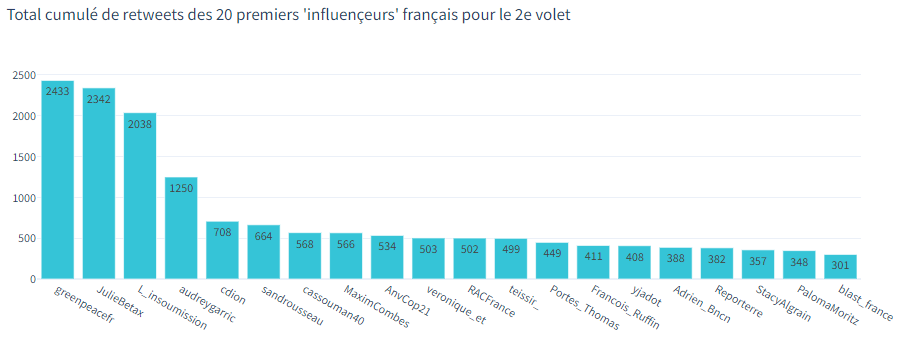 Total cumulé de retweets des 20 premiers 'influençeurs' français pour le 2e volet
2500
2000
1500
1000
500
0
2433
2342
2038
1250
708
664
568
566
534
503
502
499
449
411
408
388
382
357
348
301
greenpeacefr
JulieBetax
L_insoumission
audreygarric
cdion
sandrousseau
cassouman40
MaximCombes
AnvCop21
veronique_et
RACFrance
teissir_
Portes_Thomas
Francois_Ruffin
yjadot
Adrien_Bncn
Reporterre
StacyAlgrain
PalomaMoritz
blast_france